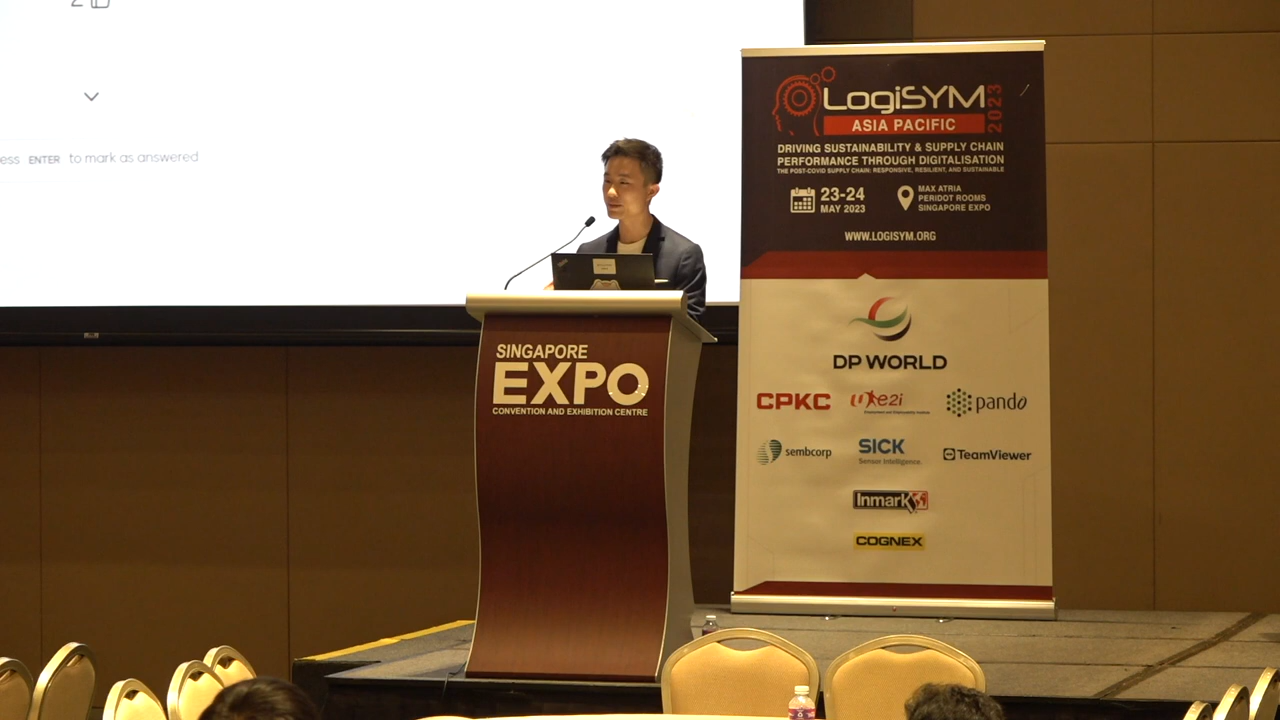 2
ess ENTER to mark as answered
SINGAPORE
EXPO
CONVENTION AND EXHIBITION CENTRE
LogiSYM
2023
ASIA PACIFIC
DRIVING SUSTAINABILITY & SUPPLY CHAIN
PERFORMANCE THROUGH DIGITALISATION
THE POST-COVID SUPPLY CHAIN: RESPONSIVE, RESILIENT, AND SUSTAINABLE
23-24
MAY 2023
MAX ATRIA
PERIDOT ROOMS
SINGAPORE EXPO
WWW.LOGISYM.ORG
DP WORLD
CPKC
e2i
pando
sembcorp
SICK
Sensor Intelligence.
TeamViewer
Inmark
COGNEX